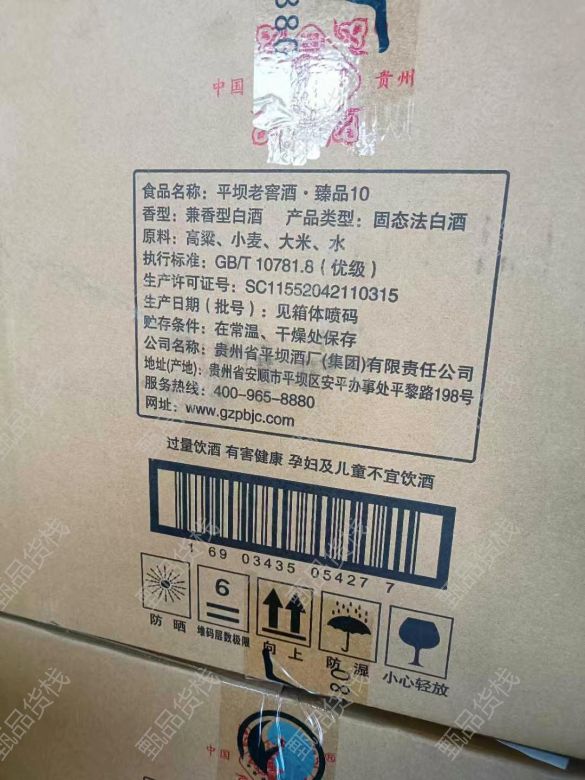 38G
中国 贵州
食品名称：平坝老窖酒·臻品10
香型：兼香型白酒 产品类型：固态法白酒
原料：高粱、小麦、大米、水
执行标准：GB/T 10781.8（优级）
生产许可证号：SC11552042110315
生产日期（批号）：见箱体喷码
贮存条件：在常温、干燥处保存
公司名称：贵州省平坝酒厂(集团)有限责任公司
地址(产地)：贵州省安顺市平坝区安平办事处平黎路198号
服务热线：400-965-8880
网址：www.gzpbjc.com
过量饮酒 有害健康 孕妇及儿童不宜饮酒
69 03435 05427 7
6
防晒 堆码层数极限 向上 防湿 小心轻放
08
中国
甄品货栈